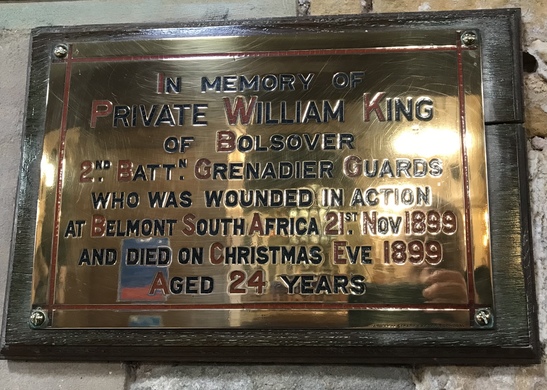 IN MEMORY OF
PRIVATE WILLIAM KING
OF BOLSOVER
2ND BATTN GRENADIER GUARDS
WHO WAS WOUNDED IN ACTION
AT BELMONT SOUTH AFRICA 21ST NOV 1899
AND DIED ON CHRISTMAS EVE 1899
AGED 24 YEARS